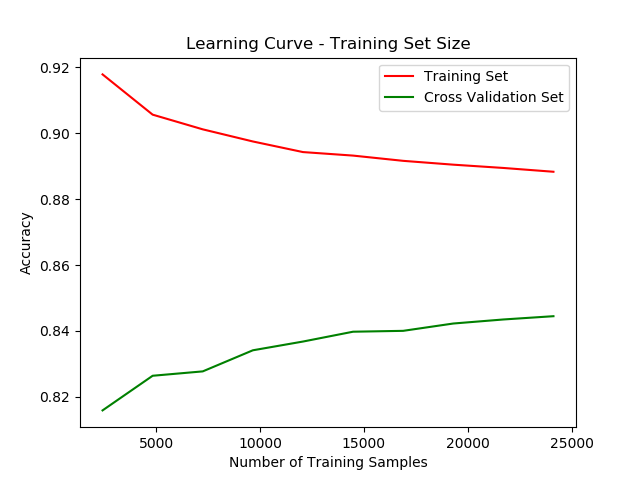 Learning Curve - Training Set Size
Training Set
Cross Validation Set
Accuracy
0.92
0.90
0.88
0.86
0.84
0.82
5000 10000 15000 20000 25000
Number of Training Samples